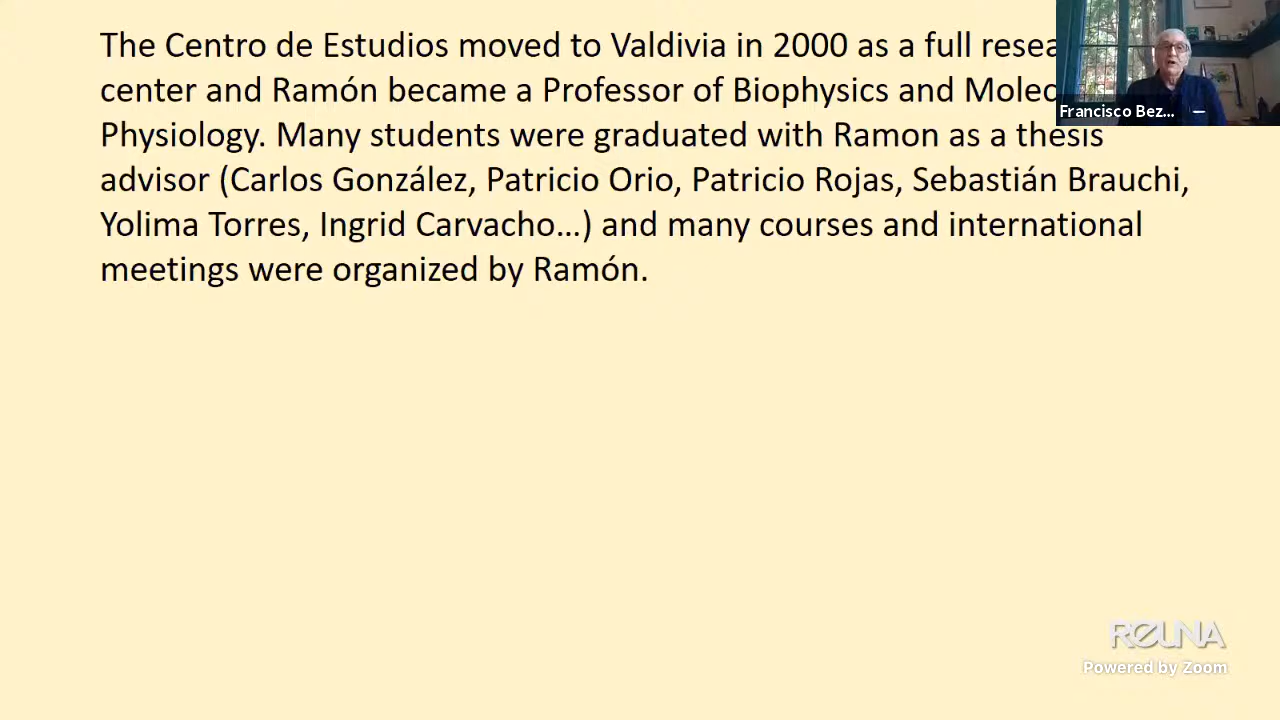 The Centro de Estudios moved to Valdivia in 2000 as a full
center and Ramón became a Professor of Biophysics and
Physiology. Many students were graduated with Ramon as a thesis
advisor (Carlos González, Patricio Orio, Patricio Rojas, Sebastián Brauchi,
Yolima Torres, Ingrid Carvacho...) and many courses and international
meetings were organized by Ramón.
Francisco Bez...
REUNA
Powered by Zoom